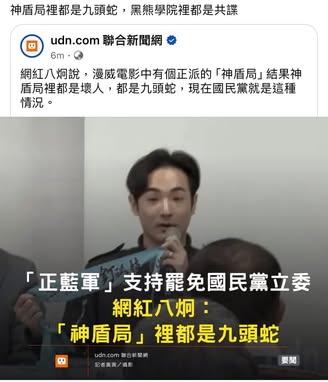 神盾局裡都是九頭蛇，黑熊學院裡都是共諜
udn.com 聯合新聞網
6m
網紅八炯說，漫威電影中有個正派的「神盾局」結果神
盾局裡都是壞人，都是九頭蛇，現在國民黨就是這種
情況。
「正藍軍」支持罷免國民黨立委
網紅八炯：
「神盾局」裡都是九頭蛇
udn.com 聯合新聞網
要聞